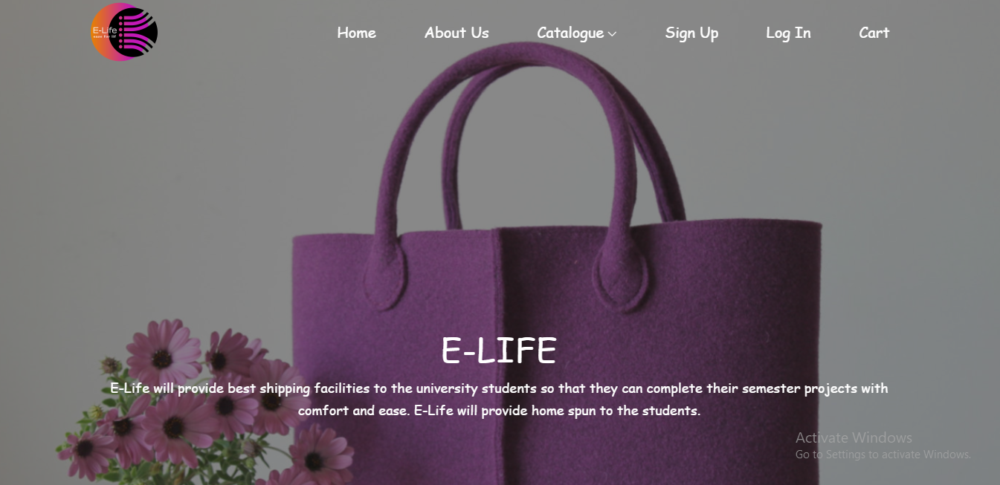 E-Life
ease for lif
Home About Us Catalogue Sign Up Log In Cart
E-LIFE
E-Life will provide best shipping facilities to the university students so that they can complete their semester projects with
comfort and ease. E-Life will provide home spun to the students.
Activate Windows
Go to Settings to activate Windows.